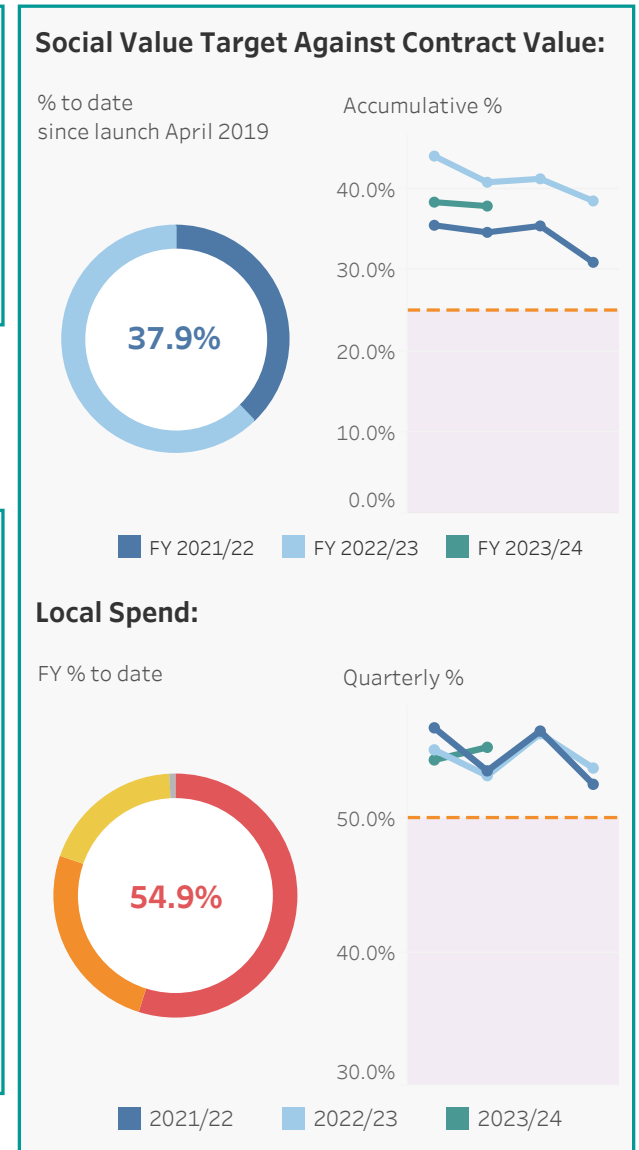 Social Value Target Against Contract Value:
% to date
since launch April 2019
37.9%
Accumulative %
40.0%
30.0%
20.0%
10.0%
0.0%
FY 2021/22 FY 2022/23 FY 2023/24
Local Spend:
FY % to date
54.9%
Quarterly %
50.0%
40.0%
30.0%
2021/22 2022/23 2023/24